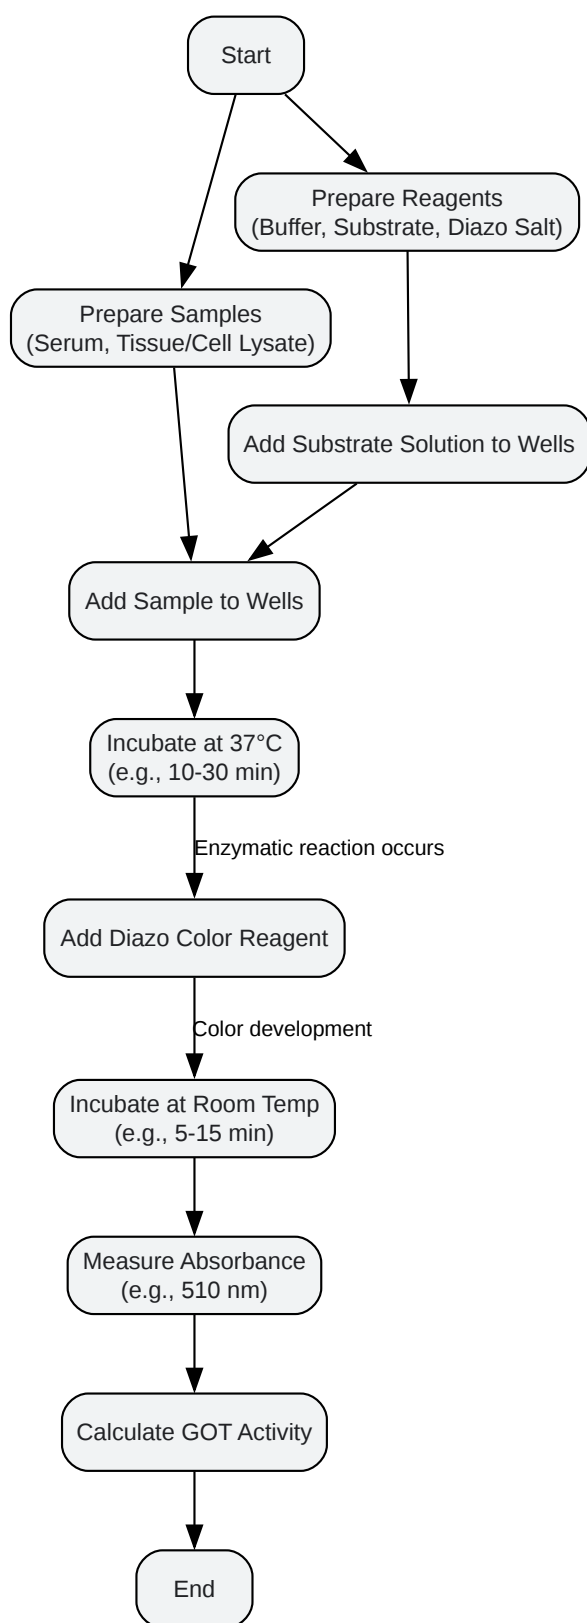 Start
Prepare Reagents
(Buffer, Substrate, Diazo Salt)
Prepare Samples
(Serum, Tissue/Cell Lysate)
Add Substrate Solution to Wells
Add Sample to Wells
Incubate at 37°C
(e.g., 10-30 min)
Enzymatic reaction occurs
Add Diazo Color Reagent
Color development
Incubate at Room Temp
(e.g., 5-15 min)
Measure Absorbance
(e.g., 510 nm)
Calculate GOT Activity
End